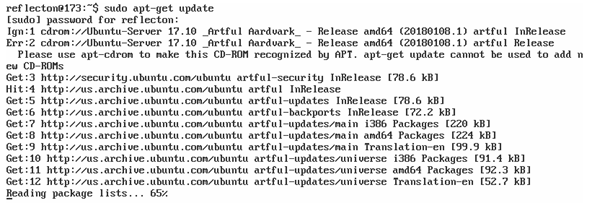 reflecton@173:~$ sudo apt-get update
[sudo] password for reflecton:
Ign:1 cdrom://Ubuntu-Server 17.10 _Artful Aardvark_ - Release amd64 (20180108.1) artful InRelease
Err:2 cdrom://Ubuntu-Server 17.10 _Artful Aardvark_ - Release amd64 (20180108.1) artful Release
  Please use apt-cdrom to make this CD-ROM recognized by APT. apt-get update cannot be used to add n
ew CD-ROMs
Get:3 http://security.ubuntu.com/ubuntu artful-security InRelease [78.6 kB]
Hit:4 http://us.archive.ubuntu.com/ubuntu artful InRelease
Get:5 http://us.archive.ubuntu.com/ubuntu artful-updates InRelease [78.6 kB]
Get:6 http://us.archive.ubuntu.com/ubuntu artful-backports InRelease [72.2 kB]
Get:7 http://us.archive.ubuntu.com/ubuntu artful-updates/main i386 Packages [220 kB]
Get:8 http://us.archive.ubuntu.com/ubuntu artful-updates/main amd64 Packages [224 kB]
Get:9 http://us.archive.ubuntu.com/ubuntu artful-updates/main Translation-en [99.9 kB]
Get:10 http://us.archive.ubuntu.com/ubuntu artful-updates/universe i386 Packages [91.4 kB]
Get:11 http://us.archive.ubuntu.com/ubuntu artful-updates/universe amd64 Packages [92.3 kB]
Get:12 http://us.archive.ubuntu.com/ubuntu artful-updates/universe Translation-en [52.7 kB]
Reading package lists... 65%